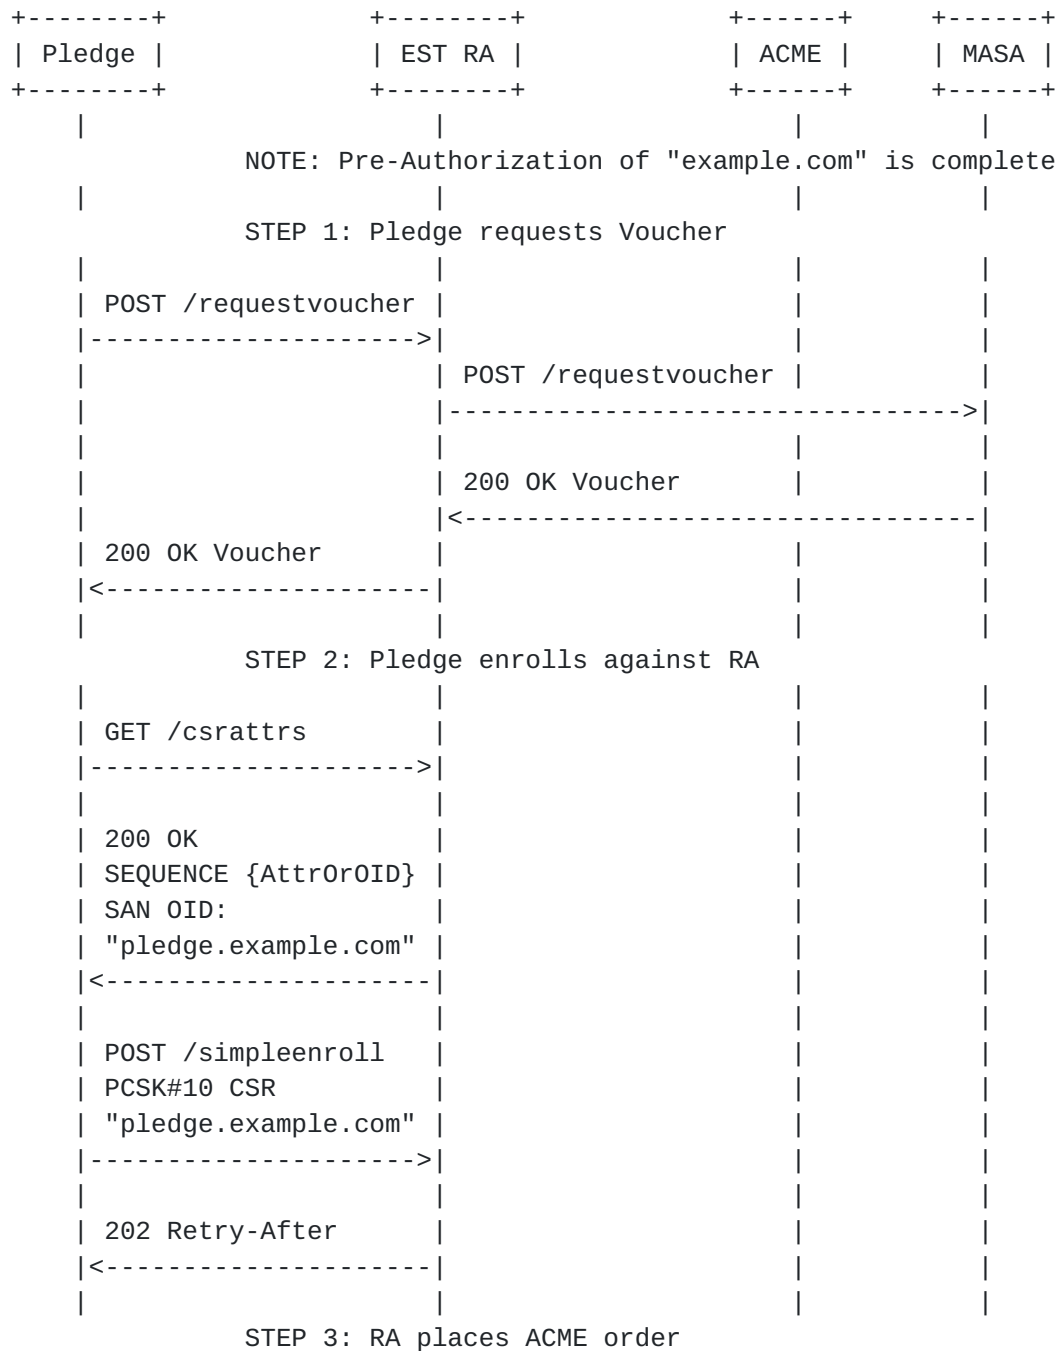 +--------+             +--------+             +------+     +------+
| Pledge |             | EST RA |             | ACME |     | MASA |
+--------+             +--------+             +------+     +------+
    |                      |                      |           |
               NOTE: Pre-Authorization of "example.com" is complete
    |                      |                      |           |
               STEP 1: Pledge requests Voucher
    |                      |                      |           |
    | POST /requestvoucher |                      |           |
    |--------------------->|                      |           |
    |                      | POST /requestvoucher |           |
    |                      |--------------------------------->|
    |                      |                      |           |
    |                      | 200 OK Voucher       |           |
    |                      |<---------------------------------|
    | 200 OK Voucher       |                      |           |
    |<---------------------|                      |           |
    |                      |                      |           |
               STEP 2: Pledge enrolls against RA
    |                      |                      |           |
    | GET /csrattrs        |                      |           |
    |--------------------->|                      |           |
    |                      |                      |           |
    | 200 OK               |                      |           |
    | SEQUENCE {AttrOrOID} |                      |           |
    | SAN OID:             |                      |           |
    | "pledge.example.com" |                      |           |
    |<---------------------|                      |           |
    |                      |                      |           |
    | POST /simpleenroll   |                      |           |
    | PCSK#10 CSR          |                      |           |
    | "pledge.example.com" |                      |           |
    |--------------------->|                      |           |
    |                      |                      |           |
    | 202 Retry-After      |                      |           |
    |<---------------------|                      |           |
    |                      |                      |           |
               STEP 3: RA places ACME order